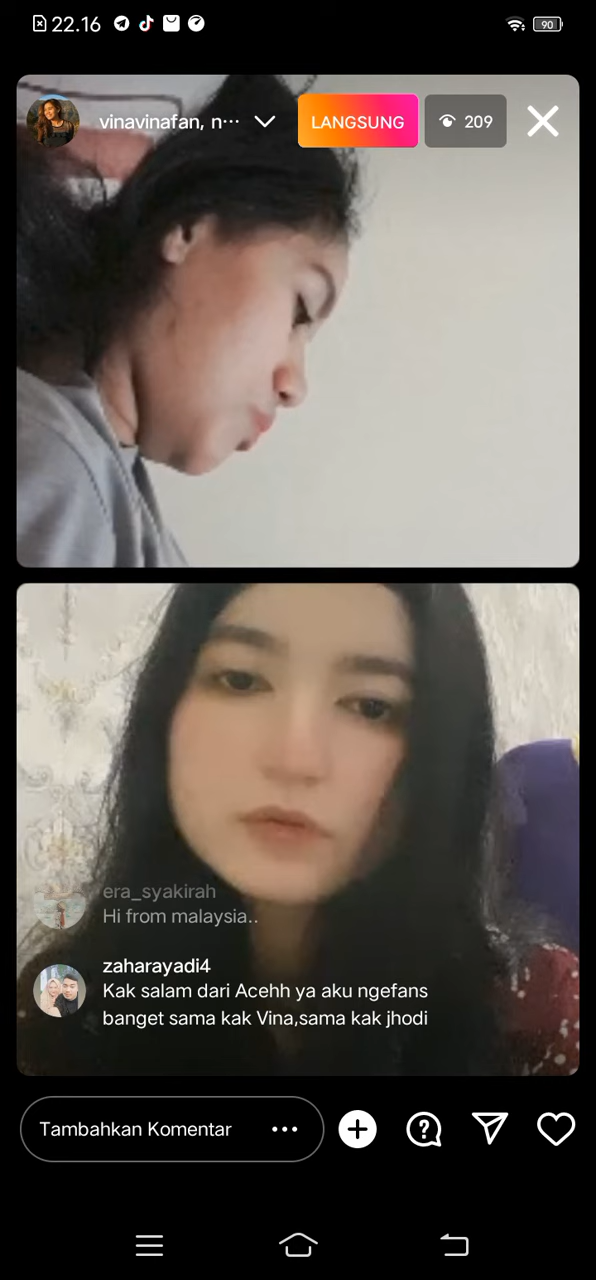 22.16
90
vinavinafan, n...
LANGSUNG
209
era_syakirah
Hi from malaysia..
zaharayadi4
Kak salam dari Acehh ya aku ngefans
banget sama kak Vina,sama kak jhodi
Tambahkan Komentar